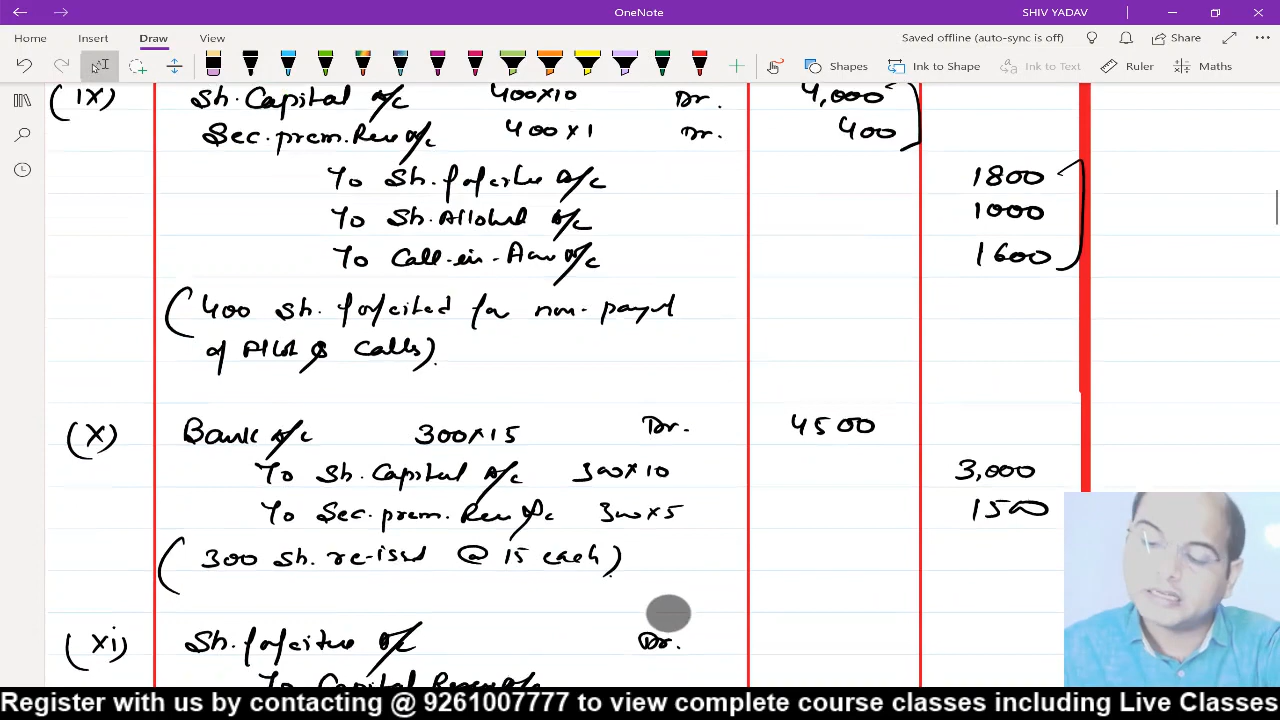 OneNote
SHIV YADAV
Home Insert Draw View
Saved offline (auto-sync is off)
Share
Shapes Ink to Shape Ink to Text Ruler Maths
(IX) Sh. Capital A/c 400×10 Dr. 4,000
Sec. prem. Rev A/c 400×1 Dr. 400
To Sh. forfeiture A/c 1800
To Sh. Allotment A/c 1000
To Call-in-Arr A/c 1600
(400 sh. forfeited for non-payment
of Allot & Calls).
(X) Bank A/c 300×15 Dr. 4500
To Sh. Capital A/c 300×10 3,000
To Sec. prem. Rev A/c 300×5 1500
(300 Sh. re-issued @ 15 each).
(xi) Sh. forfeiture A/c Dr.
To Capital Reserve A/c
Register with us by contacting @ 9261007777 to view complete course classes including Live Classes